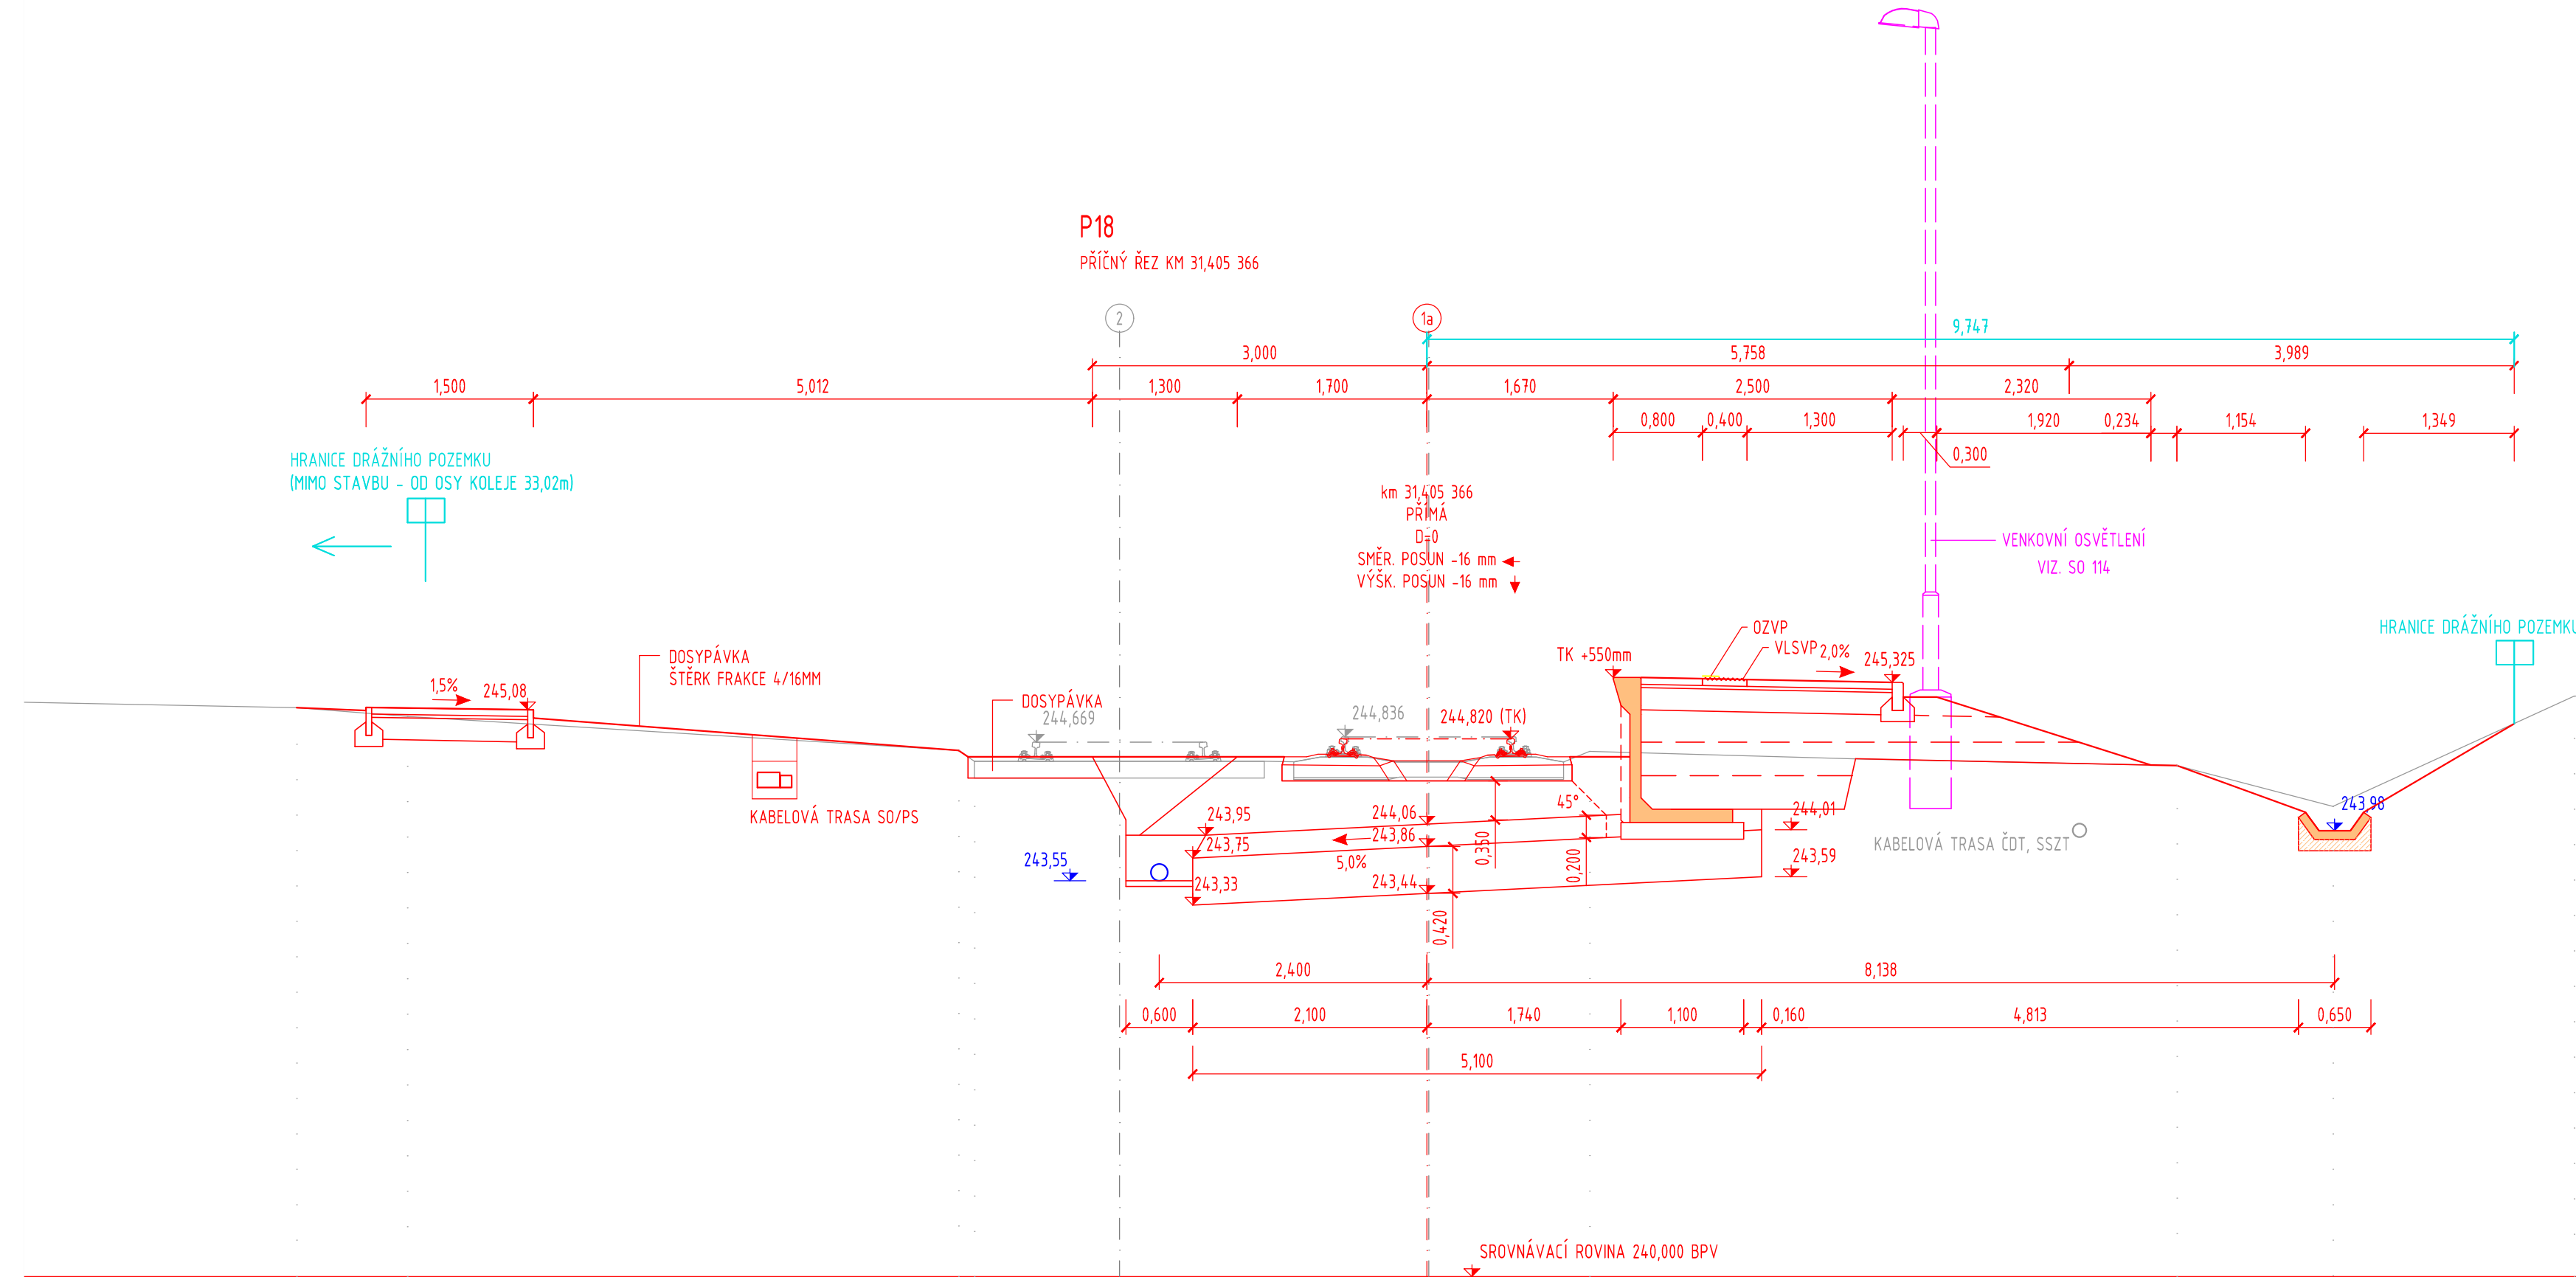 P18
PŘÍČNÝ ŘEZ KM 31,405 366
2
1a
9,747
3,000
5,758
3,989
1,500
5,012
1,300
1,700
1,670
2,500
2,320
0,800
0,400
1,300
1,920
0,234
1,154
1,349
0,300
HRANICE DRÁŽNÍHO POZEMKU
(MIMO STAVBU - OD OSY KOLEJE 33,02m)
km 31,405 366
PŘÍMÁ
D=0
SMĚR. POSUN -16 mm
VÝŠK. POSUN -16 mm
VENKOVNÍ OSVĚTLENÍ
VIZ. SO 114
HRANICE DRÁŽNÍHO POZEMKU
OZVP
VLSVP
2,0%
TK +550mm
245,325
DOSYPÁVKA
ŠTĚRK FRAKCE 4/16MM
1,5%
245,08
DOSYPÁVKA
244,669
244,836
244,820 (TK)
KABELOVÁ TRASA SO/PS
243,95
244,06
45°
244,01
243,98
243,75
243,86
5,0%
0,350
0,200
KABELOVÁ TRASA ČDT, SSZT
243,55
243,59
243,33
243,44
0,420
2,400
8,138
0,600
2,100
1,740
1,100
0,160
4,813
0,650
5,100
SROVNÁVACÍ ROVINA 240,000 BPV